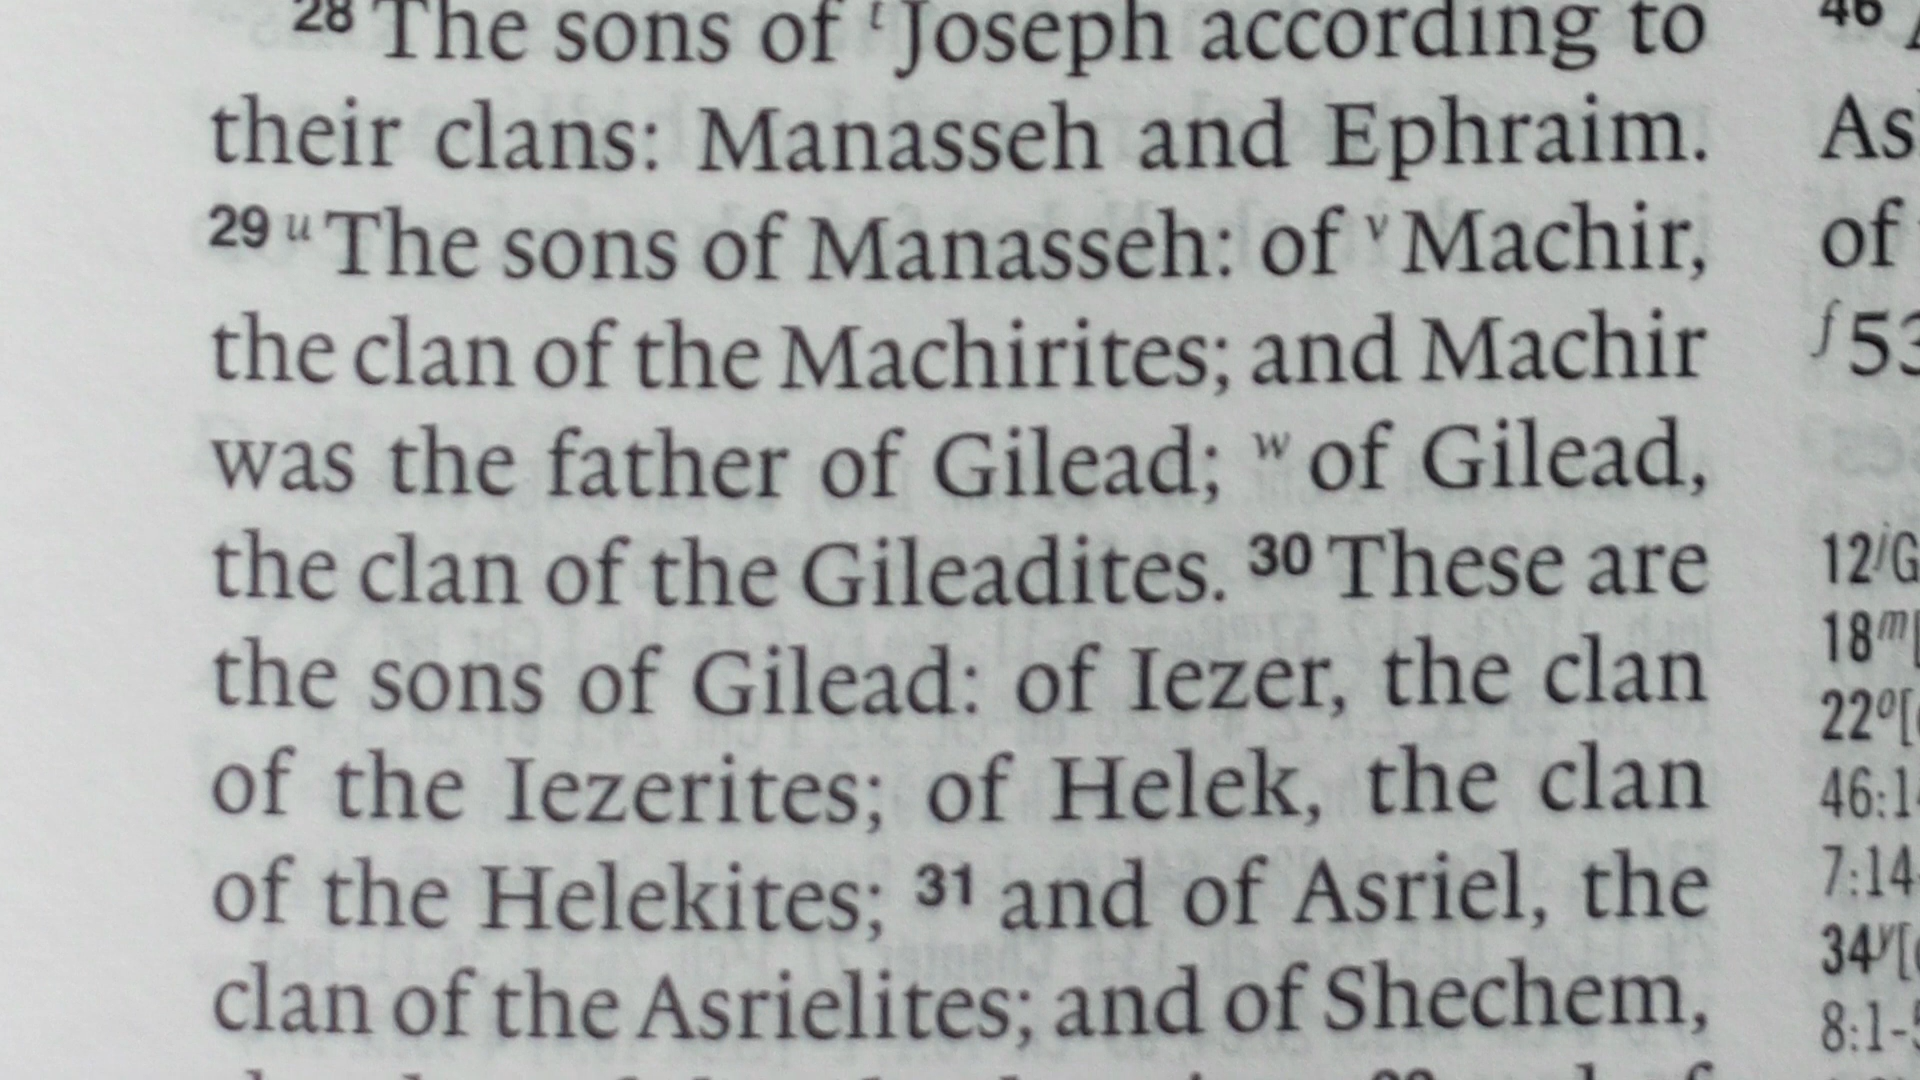 28 The sons of t Joseph according to
their clans: Manasseh and Ephraim.
29 u The sons of Manasseh: of v Machir,
the clan of the Machirites; and Machir
was the father of Gilead; w of Gilead,
the clan of the Gileadites. 30 These are
the sons of Gilead: of Iezer, the clan
of the Iezerites; of Helek, the clan
of the Helekites; 31 and of Asriel, the
clan of the Asrielites; and of Shechem,
46
As
of
f 53
12 j G
18 m [
22 o [
46:1
7:14
34 y [
8:1-5